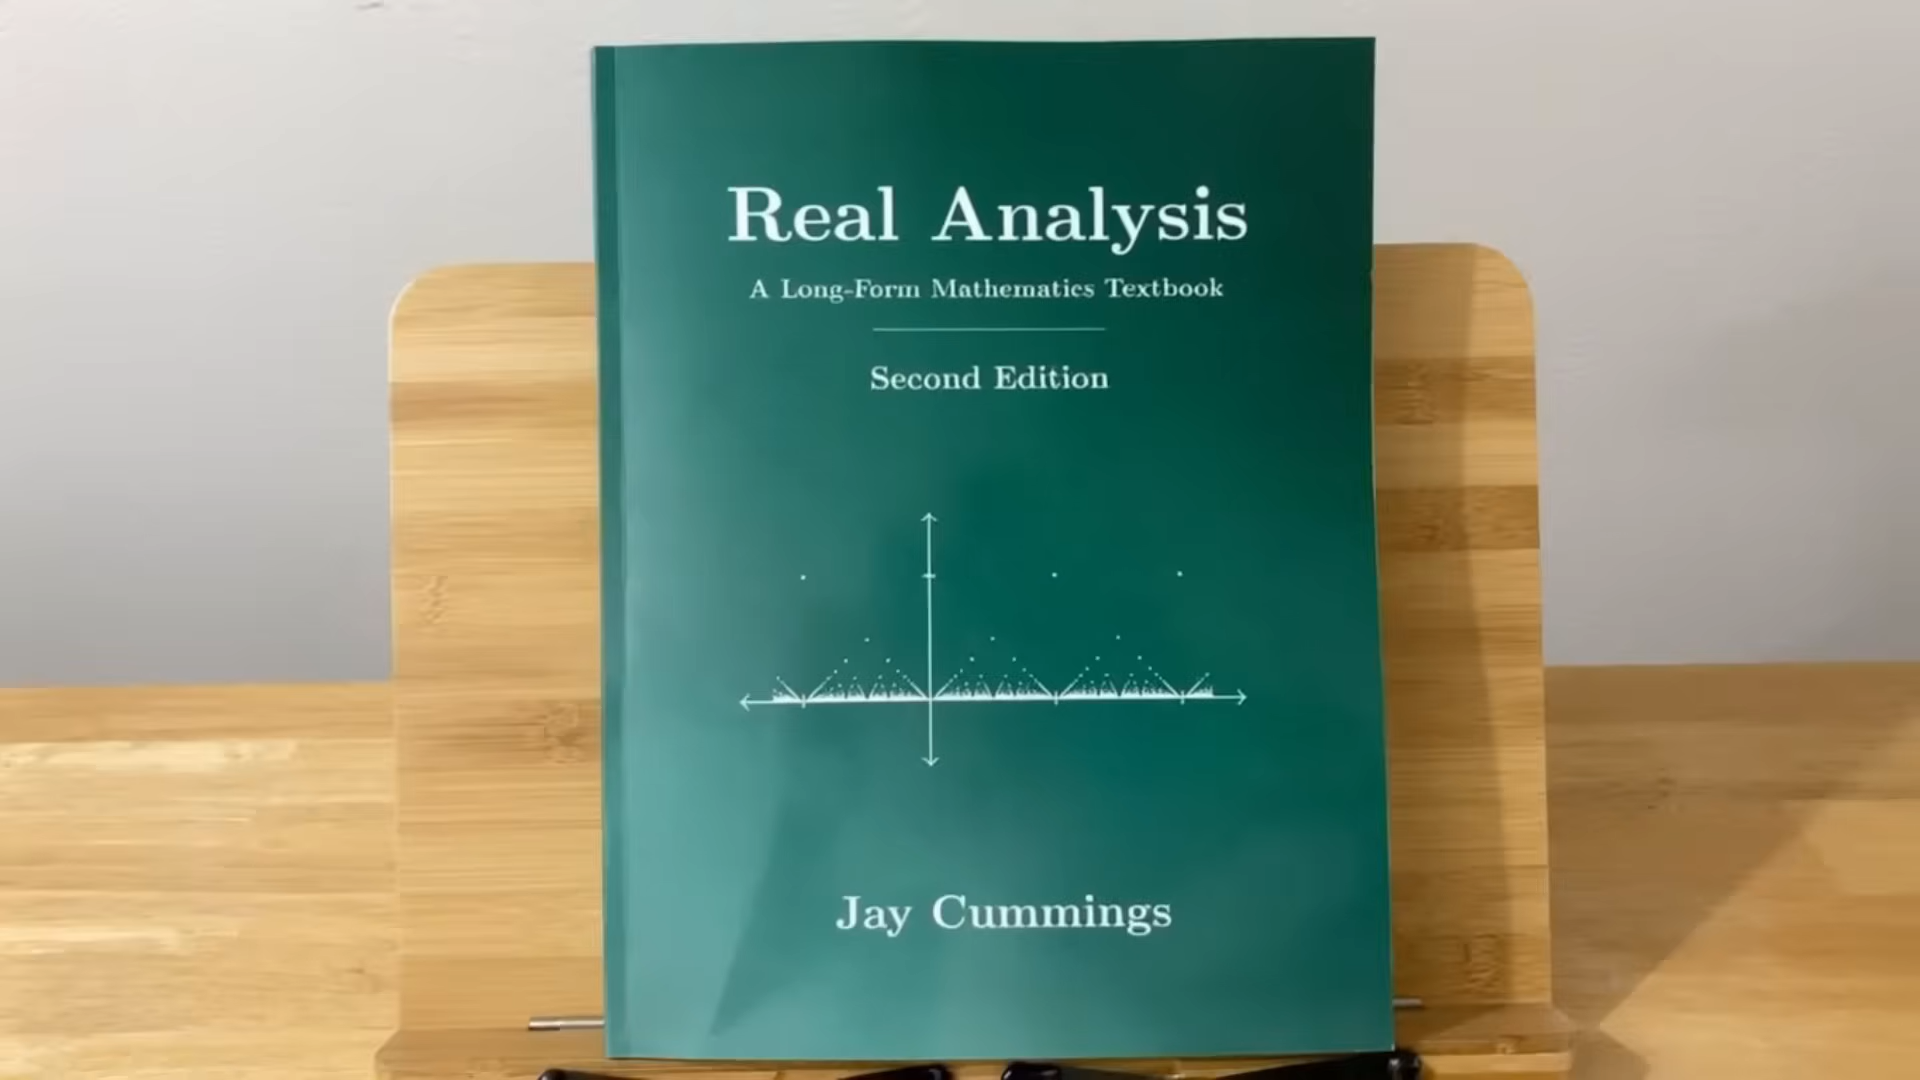 Real Analysis
A Long-Form Mathematics Textbook
Second Edition
Jay Cummings